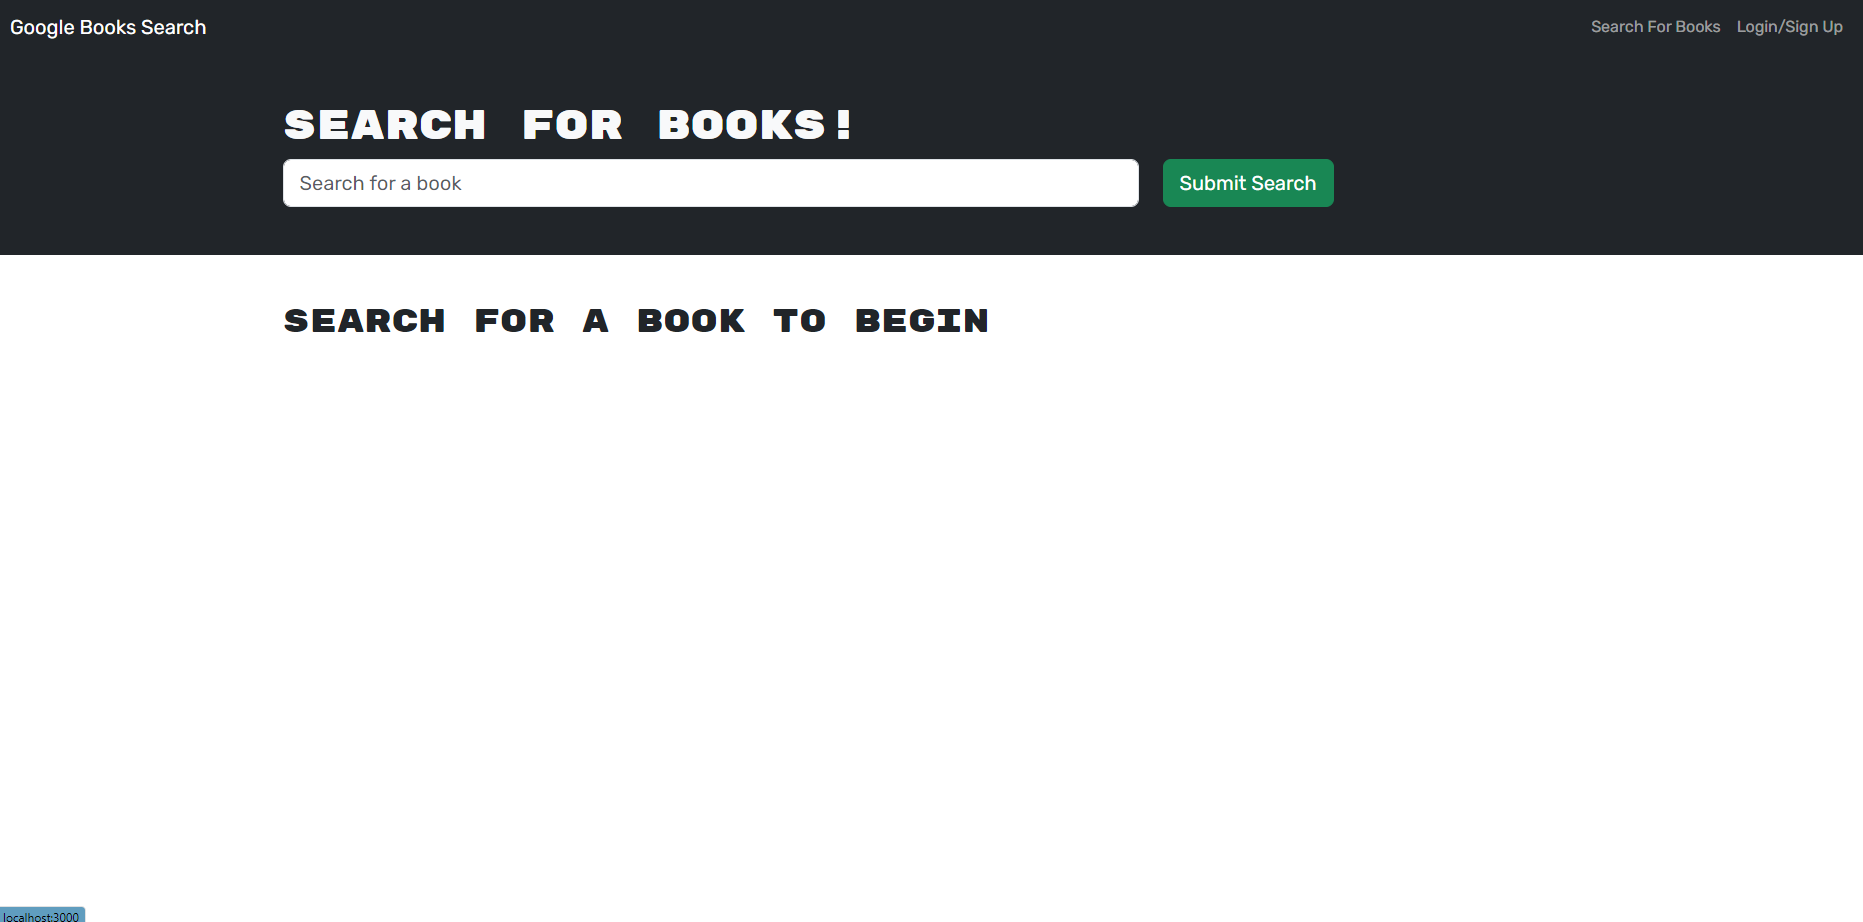 Google Books Search
Search For Books Login/Sign Up
SEARCH FOR BOOKS!
Search for a book
Submit Search
SEARCH FOR A BOOK TO BEGIN
localhost:3000